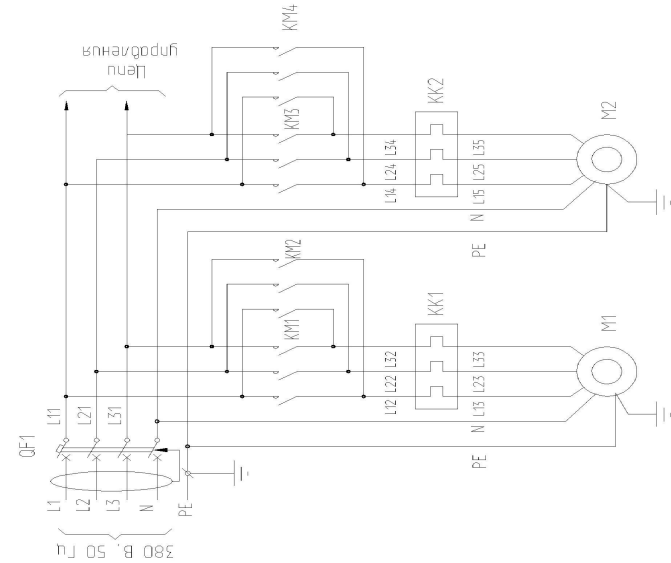 380 В, 50 Гц
L1
L2
L3
N
PE
QF1
L11
L21
L31
Цепи
управления
KM1
KM2
L12
L22
L32
KK1
L13
L23
L33
N
PE
M1
KM3
KM4
L14
L24
L34
KK2
L15
L25
L35
N
PE
M2